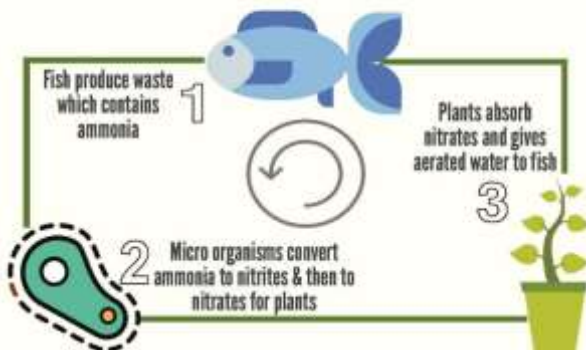 Fish produce waste
which contains
ammonia
1
2
Micro organisms convert
ammonia to nitrites & then to
nitrates for plants
Plants absorb
nitrates and gives
aerated water to fish
3